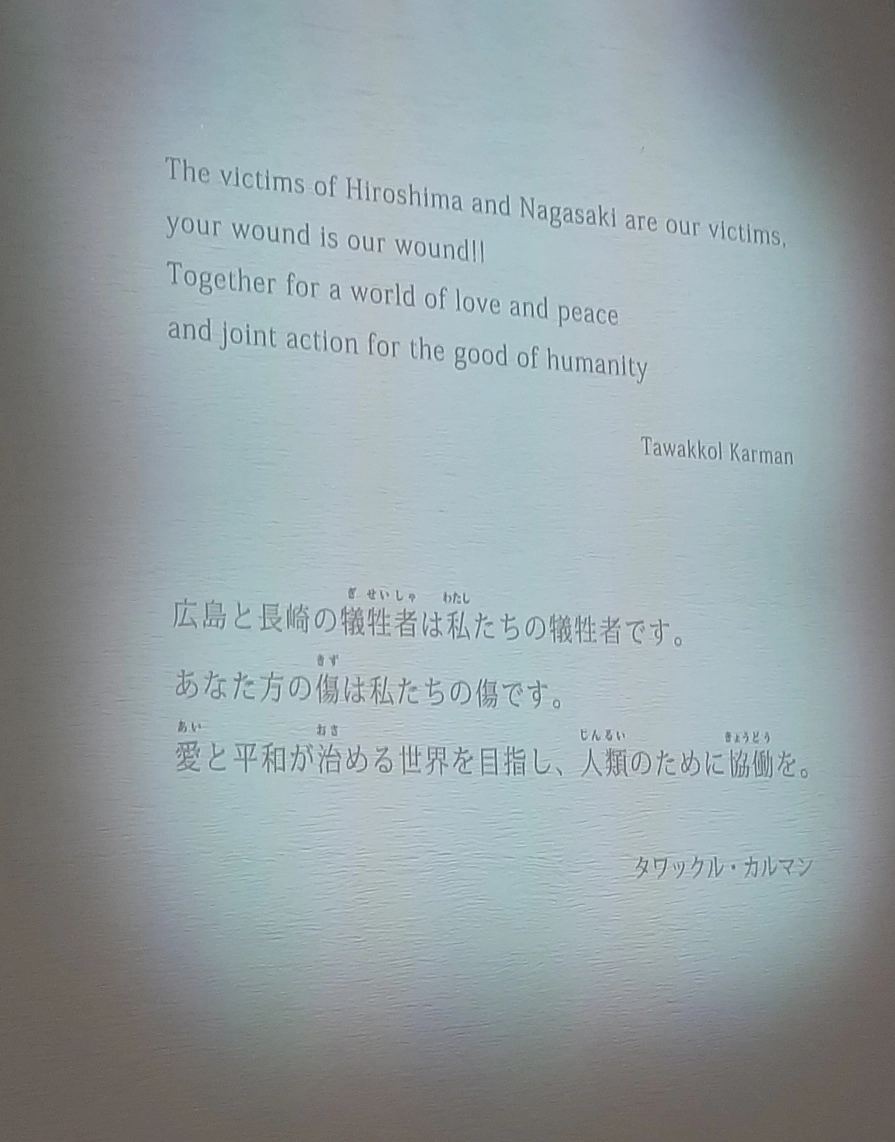 The victims of Hiroshima and Nagasaki are our victims,
your wound is our wound!!
Together for a world of love and peace
and joint action for the good of humanity
Tawakkol Karman
ぎ せいしゃ わたし
広島と長崎の犠牲者は私たちの犠牲者です。
きず
あなた方の傷は私たちの傷です。
あい おさ じんるい きょうどう
愛と平和が治める世界を目指し、人類のために協働を。
タワックル・カルマン